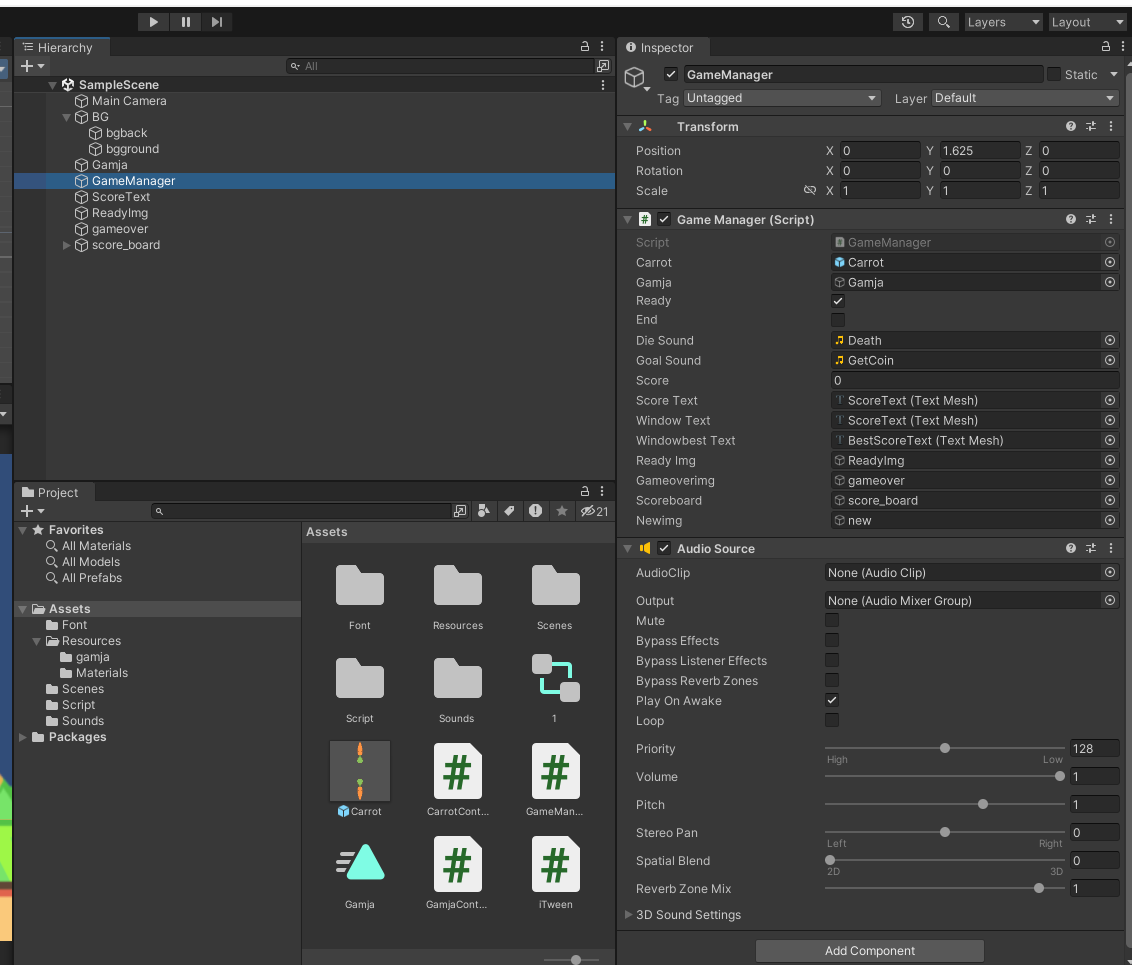 Layers
Layout
Hierarchy
All
SampleScene
Main Camera
BG
bgback
bgground
Gamja
GameManager
ScoreText
ReadyImg
gameover
score_board
Project
21
Favorites
All Materials
All Models
All Prefabs
Assets
Font
Resources
gamja
Materials
Scenes
Script
Sounds
Packages
Assets
Font
Resources
Scenes
Script
Sounds
1
Carrot
CarrotCont...
GameMan...
Gamja
GamjaCont...
iTween
Inspector
GameManager
Static
Tag Untagged
Layer Default
Transform
Position X 0 Y 1.625 Z 0
Rotation X 0 Y 0 Z 0
Scale X 1 Y 1 Z 1
# Game Manager (Script)
Script GameManager
Carrot Carrot
Gamja Gamja
Ready
End
Die Sound Death
Goal Sound GetCoin
Score 0
Score Text ScoreText (Text Mesh)
Window Text ScoreText (Text Mesh)
Windowbest Text BestScoreText (Text Mesh)
Ready Img ReadyImg
Gameoverimg gameover
Scoreboard score_board
Newimg new
Audio Source
AudioClip None (Audio Clip)
Output None (Audio Mixer Group)
Mute
Bypass Effects
Bypass Listener Effects
Bypass Reverb Zones
Play On Awake
Loop
Priority 128
High Low
Volume 1
Pitch 1
Stereo Pan 0
Left Right
Spatial Blend 0
2D 3D
Reverb Zone Mix 1
3D Sound Settings
Add Component